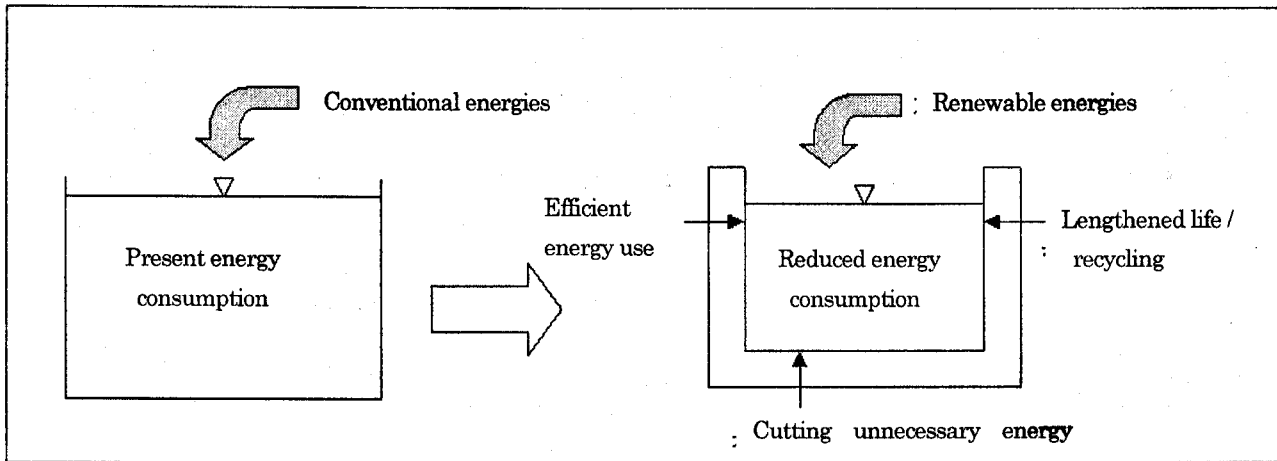 Conventional energies
Present energy
consumption
Efficient
energy use
: Renewable energies
Reduced energy
consumption
Lengthened life /
: recycling
: Cutting unnecessary energy